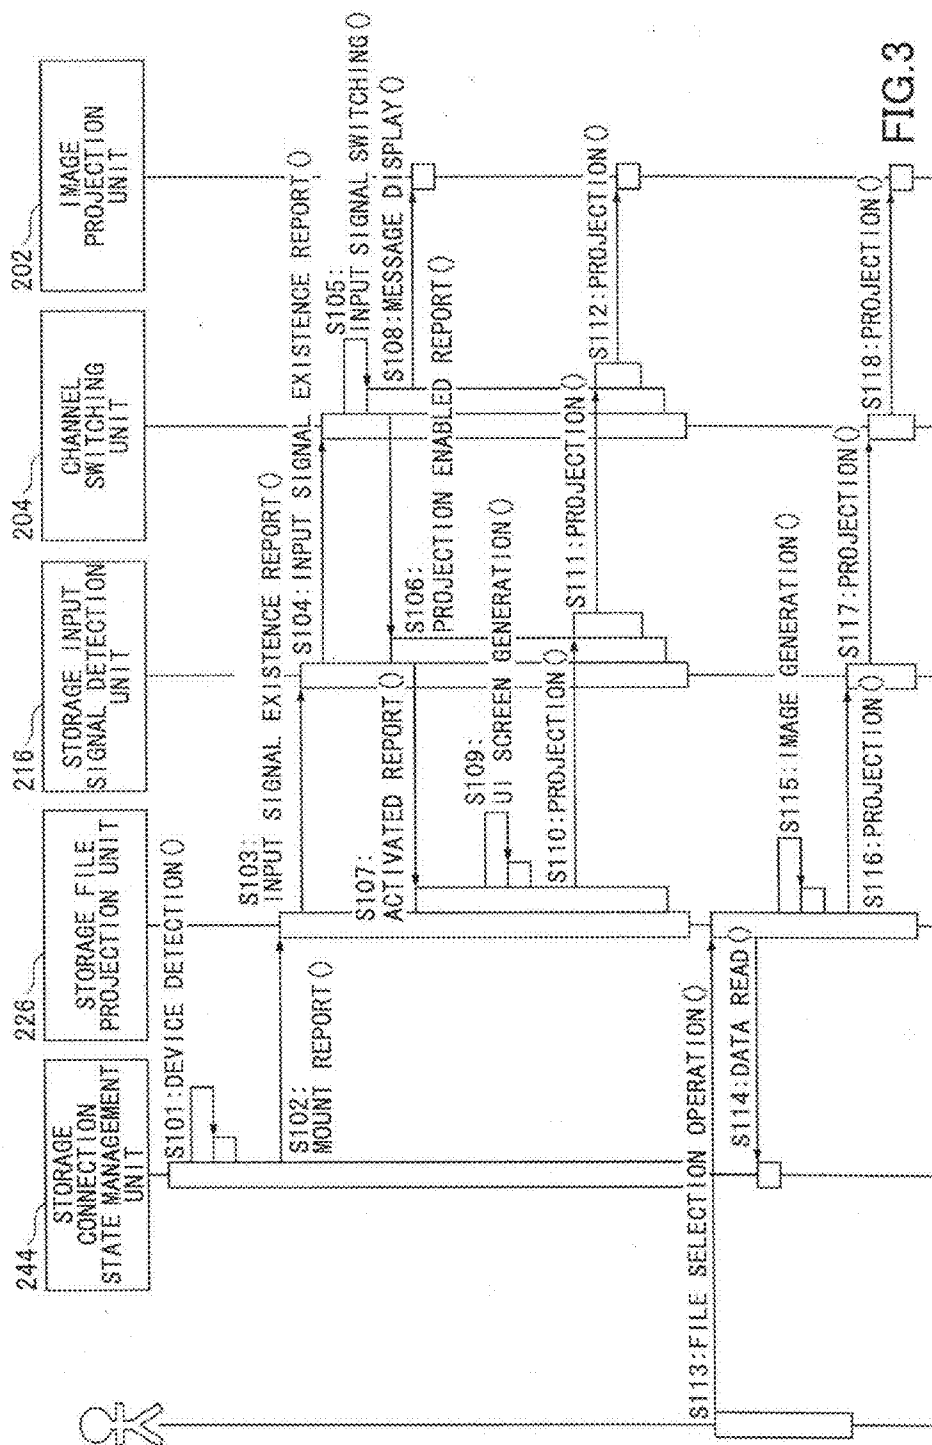 244
STORAGE
CONNECTION
STATE MANAGEMENT
UNIT
226
STORAGE FILE
PROJECTION UNIT
216
STORAGE INPUT
SIGNAL DETECTION
UNIT
204
CHANNEL
SWITCHING
UNIT
202
IMAGE
PROJECTION
UNIT
S101:DEVICE DETECTION()
S102:
MOUNT REPORT()
S103:
INPUT SIGNAL EXISTENCE REPORT()
S104:INPUT SIGNAL EXISTENCE REPORT()
S105:
INPUT SIGNAL SWITCHING()
S106:
PROJECTION ENABLED REPORT()
S107:
ACTIVATED REPORT()
S108:MESSAGE DISPLAY()
S109:
UI SCREEN GENERATION()
S110:PROJECTION()
S111:PROJECTION()
S112:PROJECTION()
S113:FILE SELECTION OPERATION()
S114:DATA READ()
S115:IMAGE GENERATION()
S116:PROJECTION()
S117:PROJECTION()
S118:PROJECTION()
FIG.3